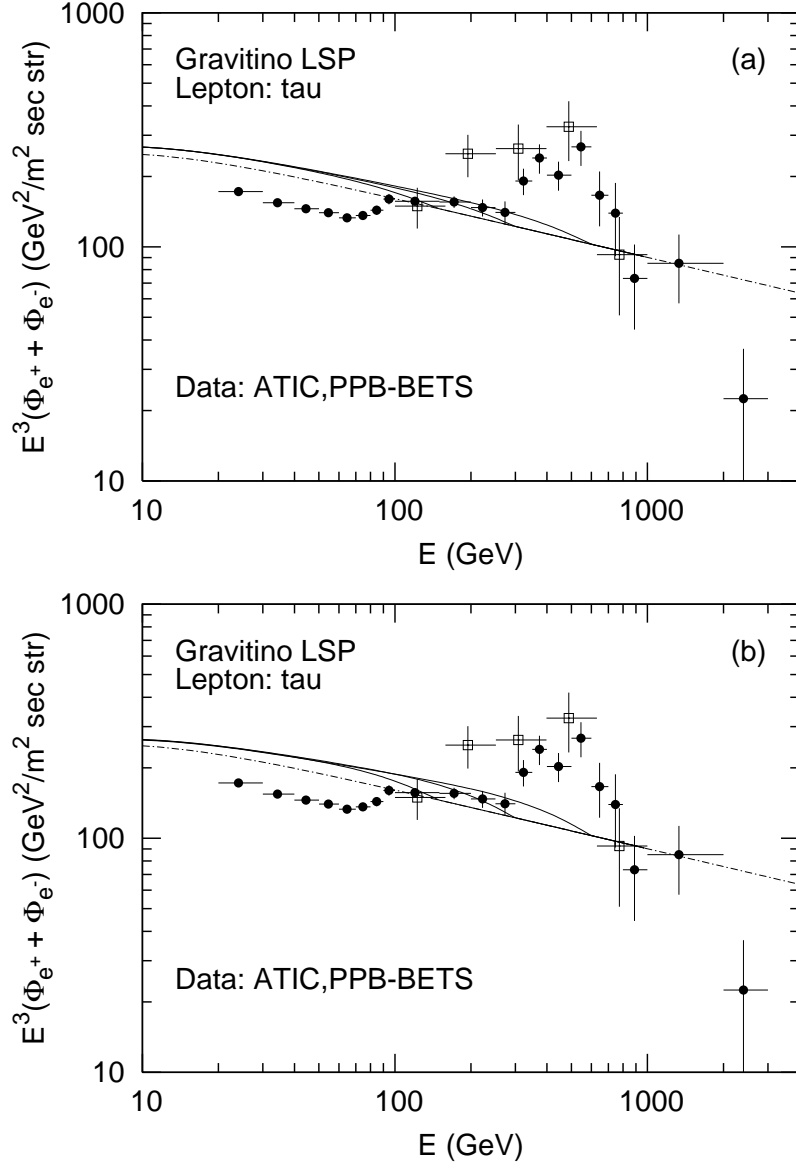 1000
100
10
10
100
1000
E (GeV)
E³(Φe⁺ + Φe⁻) (GeV²/m² sec str)
Gravitino LSP
Lepton: tau
(a)
Data: ATIC,PPB-BETS
1000
100
10
10
100
1000
E (GeV)
E³(Φe⁺ + Φe⁻) (GeV²/m² sec str)
Gravitino LSP
Lepton: tau
(b)
Data: ATIC,PPB-BETS